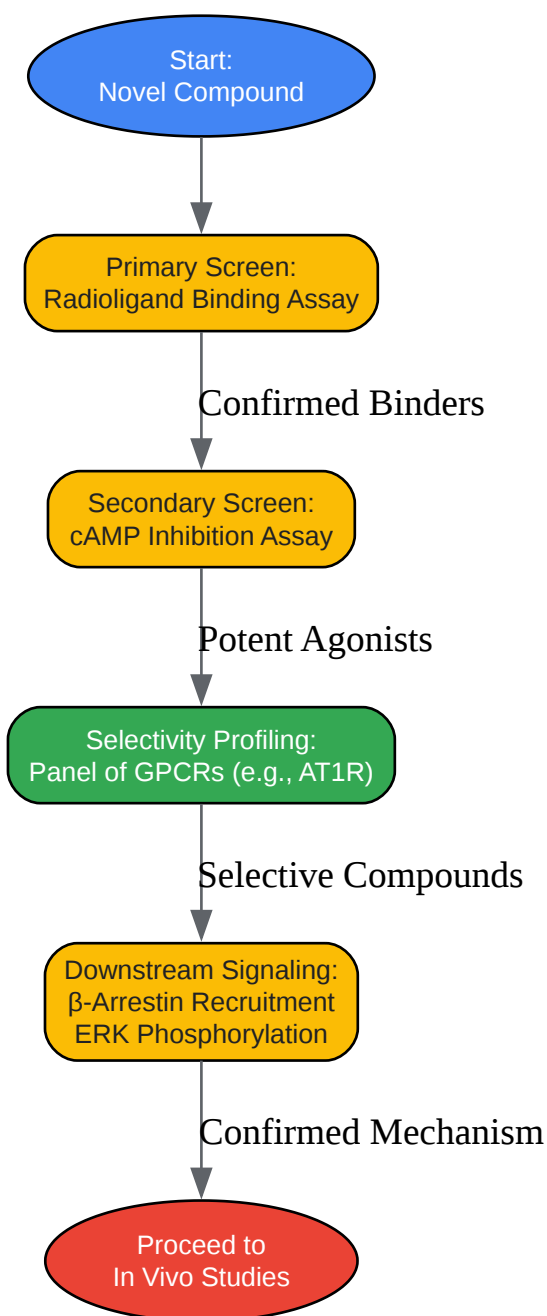 Start:
Novel Compound
Primary Screen:
Radioligand Binding Assay
Confirmed Binders
Secondary Screen:
cAMP Inhibition Assay
Potent Agonists
Selectivity Profiling:
Panel of GPCRs (e.g., AT1R)
Selective Compounds
Downstream Signaling:
β-Arrestin Recruitment
ERK Phosphorylation
Confirmed Mechanism
Proceed to
In Vivo Studies